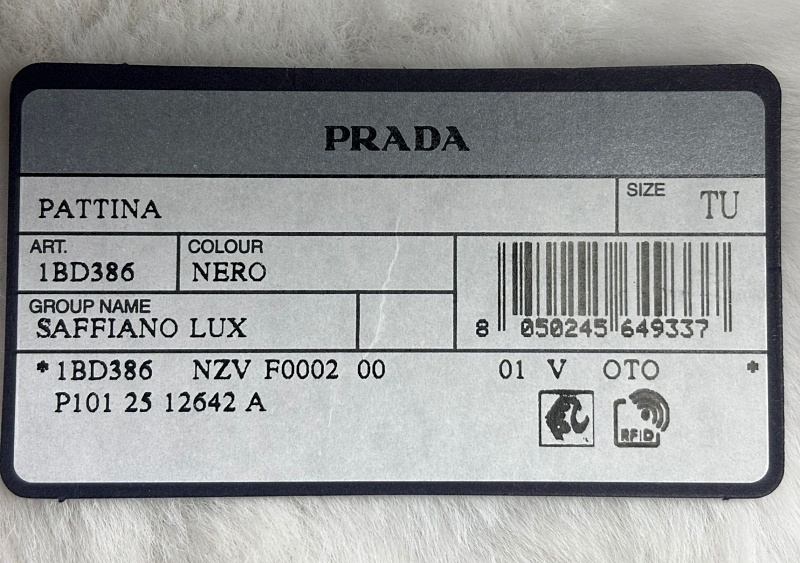 PRADA
PATTINA
SIZE TU
ART. COLOUR
1BD386 NERO
GROUP NAME
SAFFIANO LUX
8 050245 649337
*1BD386 NZV F0002 00 01 V OTO *
P101 25 12642 A
RFID